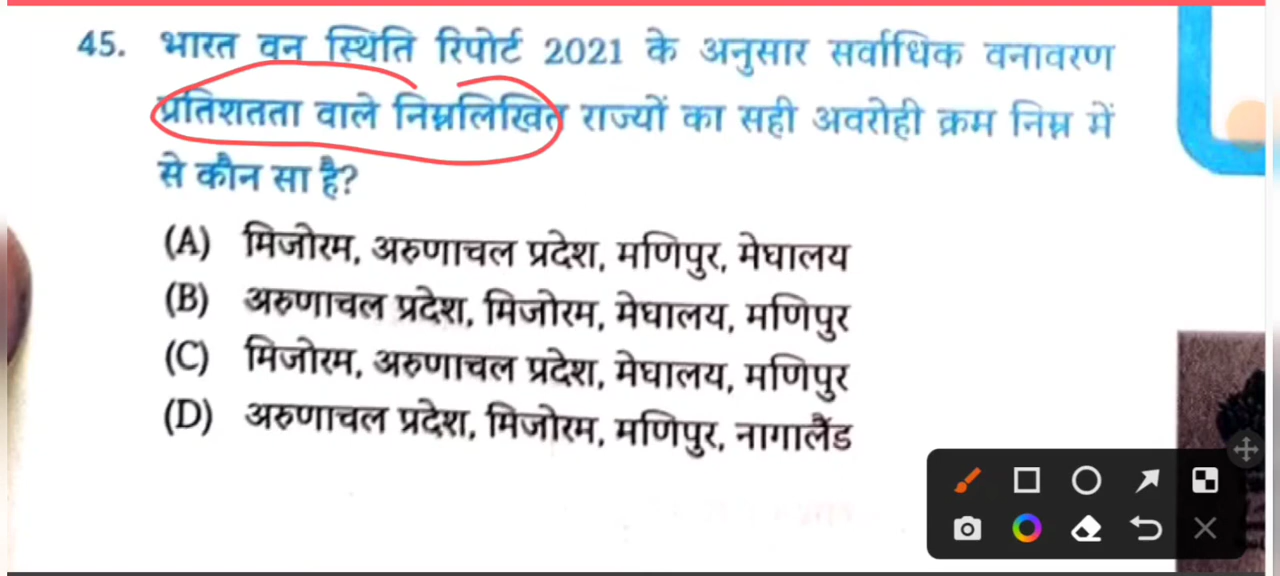 45. भारत वन स्थिति रिपोर्ट 2021 के अनुसार सर्वाधिक वनावरण
प्रतिशतता वाले निम्नलिखित राज्यों का सही अवरोही क्रम निम्न में
से कौन सा है?
(A) मिजोरम, अरुणाचल प्रदेश, मणिपुर, मेघालय
(B) अरुणाचल प्रदेश, मिजोरम, मेघालय, मणिपुर
(C) मिजोरम, अरुणाचल प्रदेश, मेघालय, मणिपुर
(D) अरुणाचल प्रदेश, मिजोरम, मणिपुर, नागालैंड